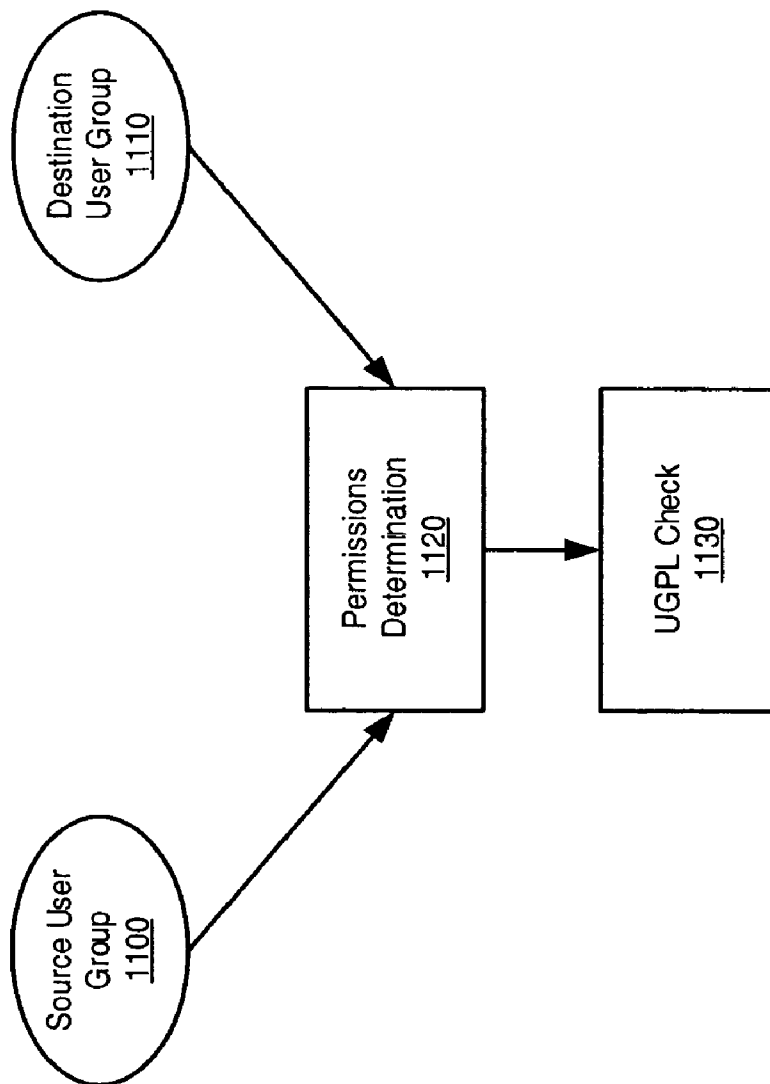 Source User
Group
1100
Destination
User Group
1110
Permissions
Determination
1120
UGPL Check
1130